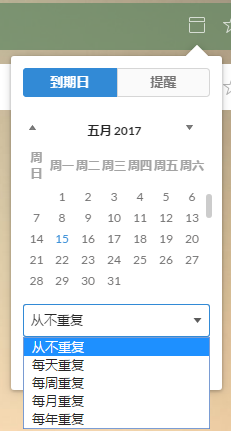 到期日 提醒
五月 2017
周日 周一 周二 周三 周四 周五 周六
1 2 3 4 5 6
7 8 9 10 11 12 13
14 15 16 17 18 19 20
21 22 23 24 25 26 27
28 29 30 31
从不重复
从不重复
每天重复
每周重复
每月重复
每年重复